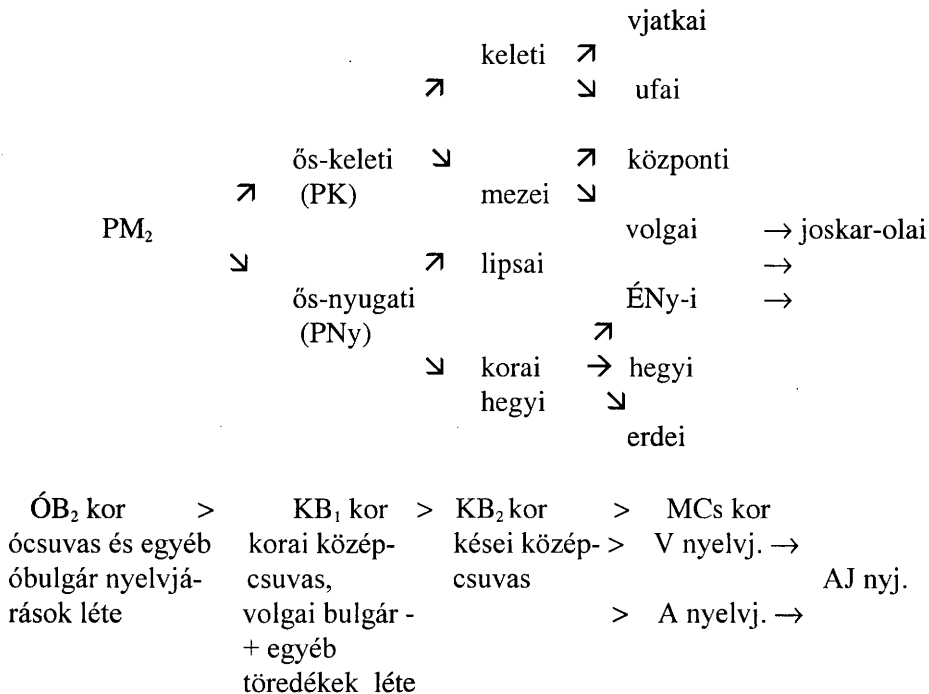 vjatkai
keleti ↗
↗ ↘ ufai
ős-keleti ↘ ↗ központi
↗ (PK) mezei ↘
PM₂ volgai → joskar-olai
↘ ↗ lipsai →
ős-nyugati ÉNy-i →
(PNy) ↗
↘ korai → hegyi
hegyi ↘
erdei
ÓB₂ kor > KB₁ kor > KB₂ kor > MCs kor
ócsuvas és egyéb korai közép- kései közép- > V nyelvj. →
óbulgár nyelvjá- csuvas, csuvas AJ nyj.
rások léte volgai bulgár - > A nyelvj. →
+ egyéb
töredékek léte